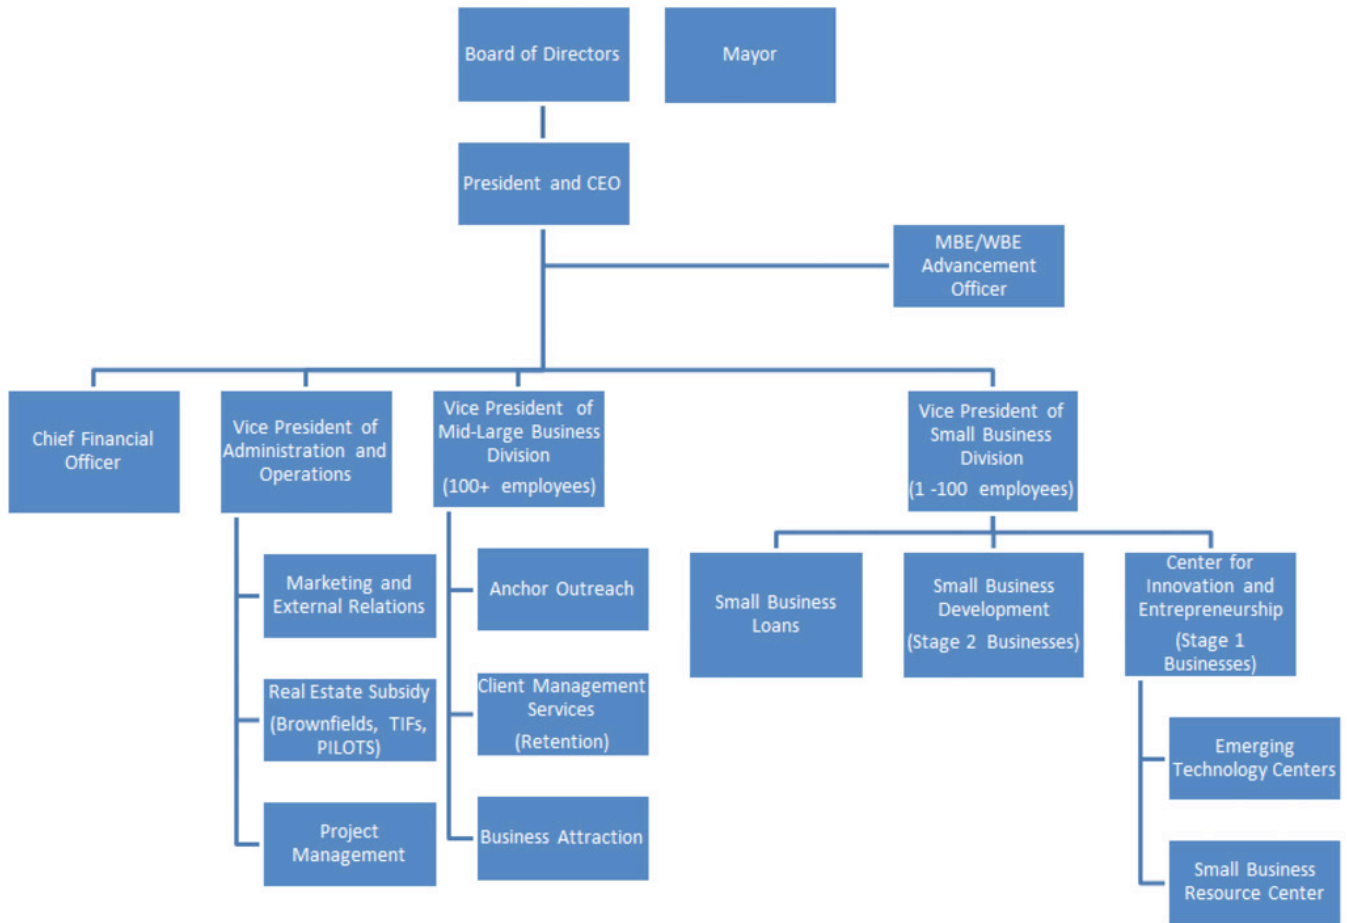 Board of Directors
Mayor
President and CEO
MBE/WBE
Advancement
Officer
Chief Financial
Officer
Vice President of
Administration and
Operations
Vice President of
Mid-Large Business
Division
(100+ employees)
Vice President of
Small Business
Division
(1 -100 employees)
Marketing and
External Relations
Real Estate Subsidy
(Brownfields, TIFs,
PILOTS)
Project
Management
Anchor Outreach
Client Management
Services
(Retention)
Business Attraction
Small Business
Loans
Small Business
Development
(Stage 2 Businesses)
Center for
Innovation and
Entrepreneurship
(Stage 1
Businesses)
Emerging
Technology Centers
Small Business
Resource Center